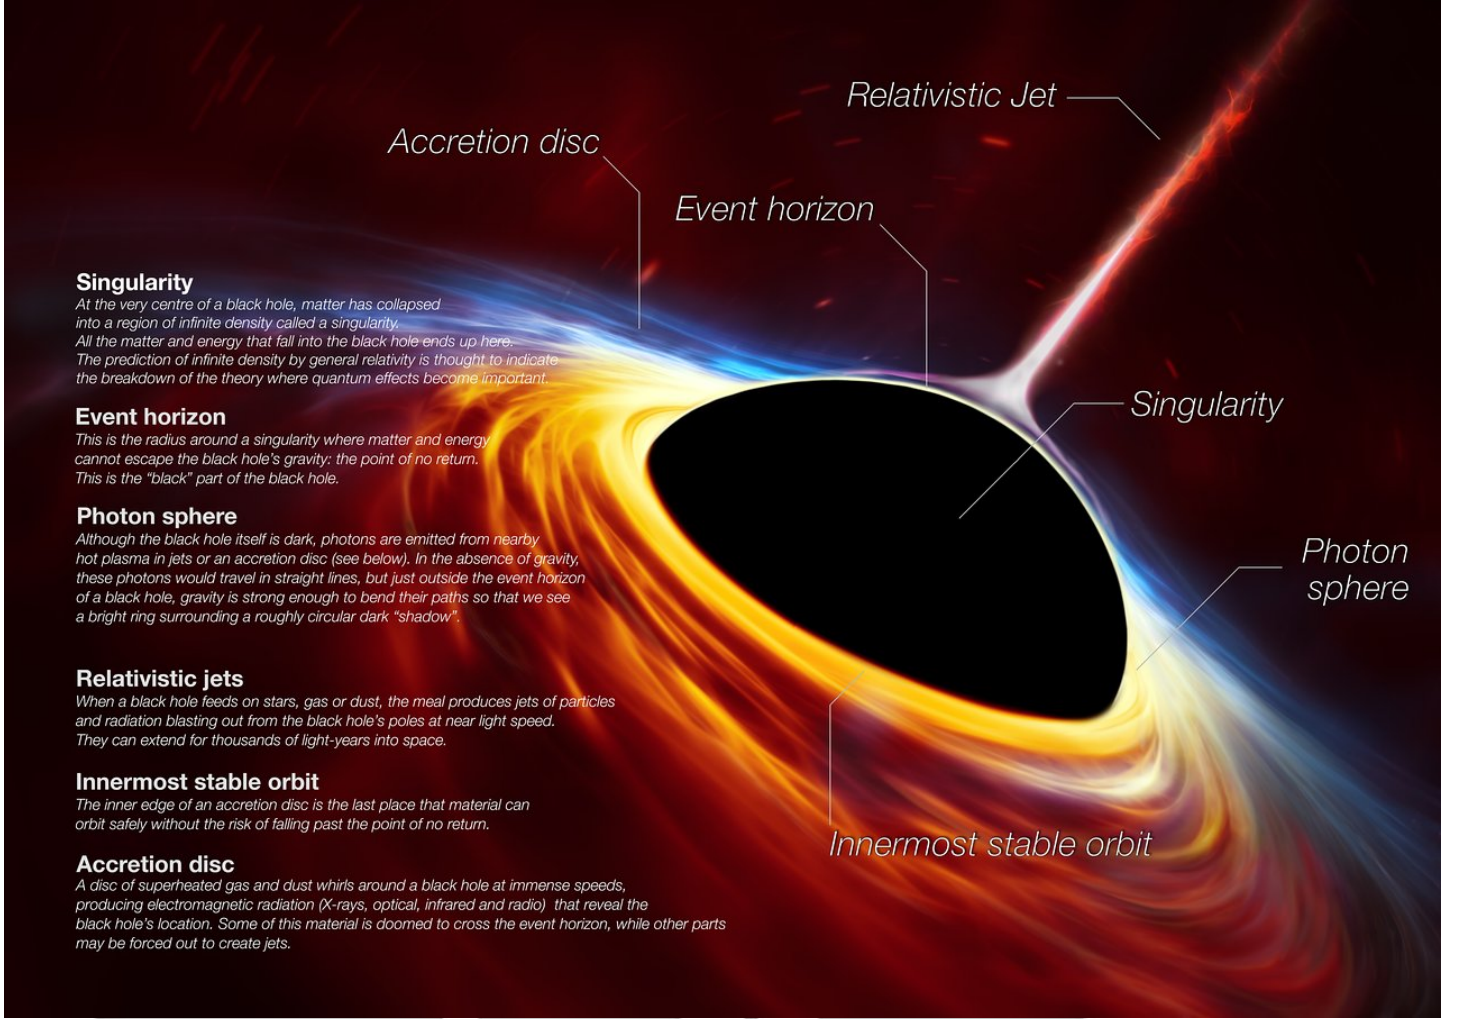 Relativistic Jet
Accretion disc
Event horizon
Singularity
Photon
sphere
Innermost stable orbit
Singularity
At the very centre of a black hole, matter has collapsed
into a region of infinite density called a singularity.
All the matter and energy that fall into the black hole ends up here.
The prediction of infinite density by general relativity is thought to indicate
the breakdown of the theory where quantum effects become important.
Event horizon
This is the radius around a singularity where matter and energy
cannot escape the black hole's gravity: the point of no return.
This is the “black” part of the black hole.
Photon sphere
Although the black hole itself is dark, photons are emitted from nearby
hot plasma in jets or an accretion disc (see below). In the absence of gravity,
these photons would travel in straight lines, but just outside the event horizon
of a black hole, gravity is strong enough to bend their paths so that we see
a bright ring surrounding a roughly circular dark “shadow”.
Relativistic jets
When a black hole feeds on stars, gas or dust, the meal produces jets of particles
and radiation blasting out from the black hole's poles at near light speed.
They can extend for thousands of light-years into space.
Innermost stable orbit
The inner edge of an accretion disc is the last place that material can
orbit safely without the risk of falling past the point of no return.
Accretion disc
A disc of superheated gas and dust whirls around a black hole at immense speeds,
producing electromagnetic radiation (X-rays, optical, infrared and radio) that reveal the
black hole's location. Some of this material is doomed to cross the event horizon, while other parts
may be forced out to create jets.